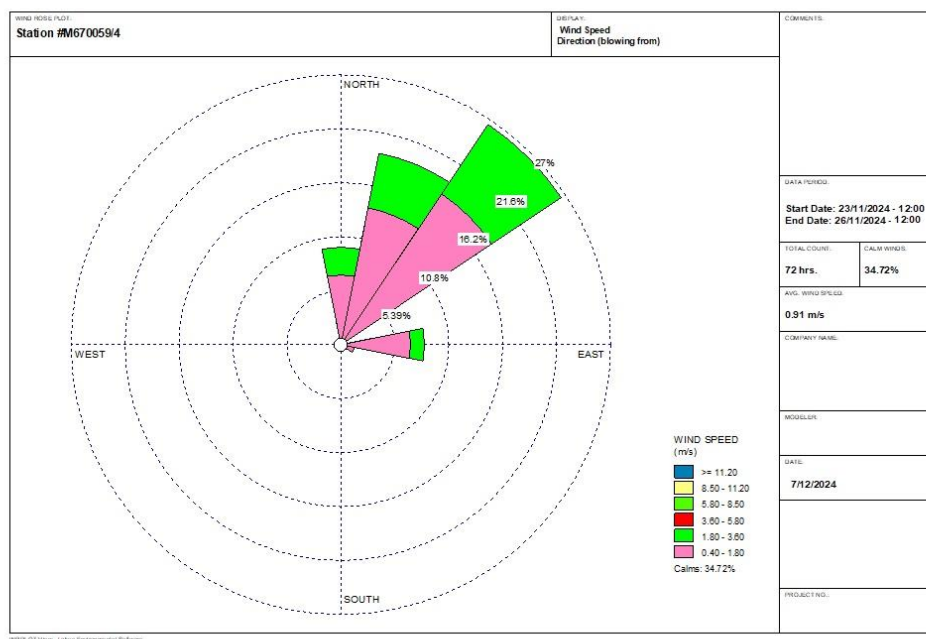 WIND ROSE PLOT:
Station #M670059/4
DISPLAY:
Wind Speed
Direction (blowing from)
COMMENTS:
NORTH
27%
21.6%
16.2%
10.8%
5.39%
WEST
EAST
SOUTH
WIND SPEED
(m/s)
>= 11.20
8.50 - 11.20
5.80 - 8.50
3.60 - 5.80
1.80 - 3.60
0.40 - 1.80
Calms: 34.72%
DATA PERIOD:
Start Date: 23/11/2024 - 12:00
End Date: 26/11/2024 - 12:00
TOTAL COUNT:
72 hrs.
CALM WINDS:
34.72%
AVG. WIND SPEED:
0.91 m/s
COMPANY NAME:
MODELER:
DATE:
7/12/2024
PROJECT NO.: